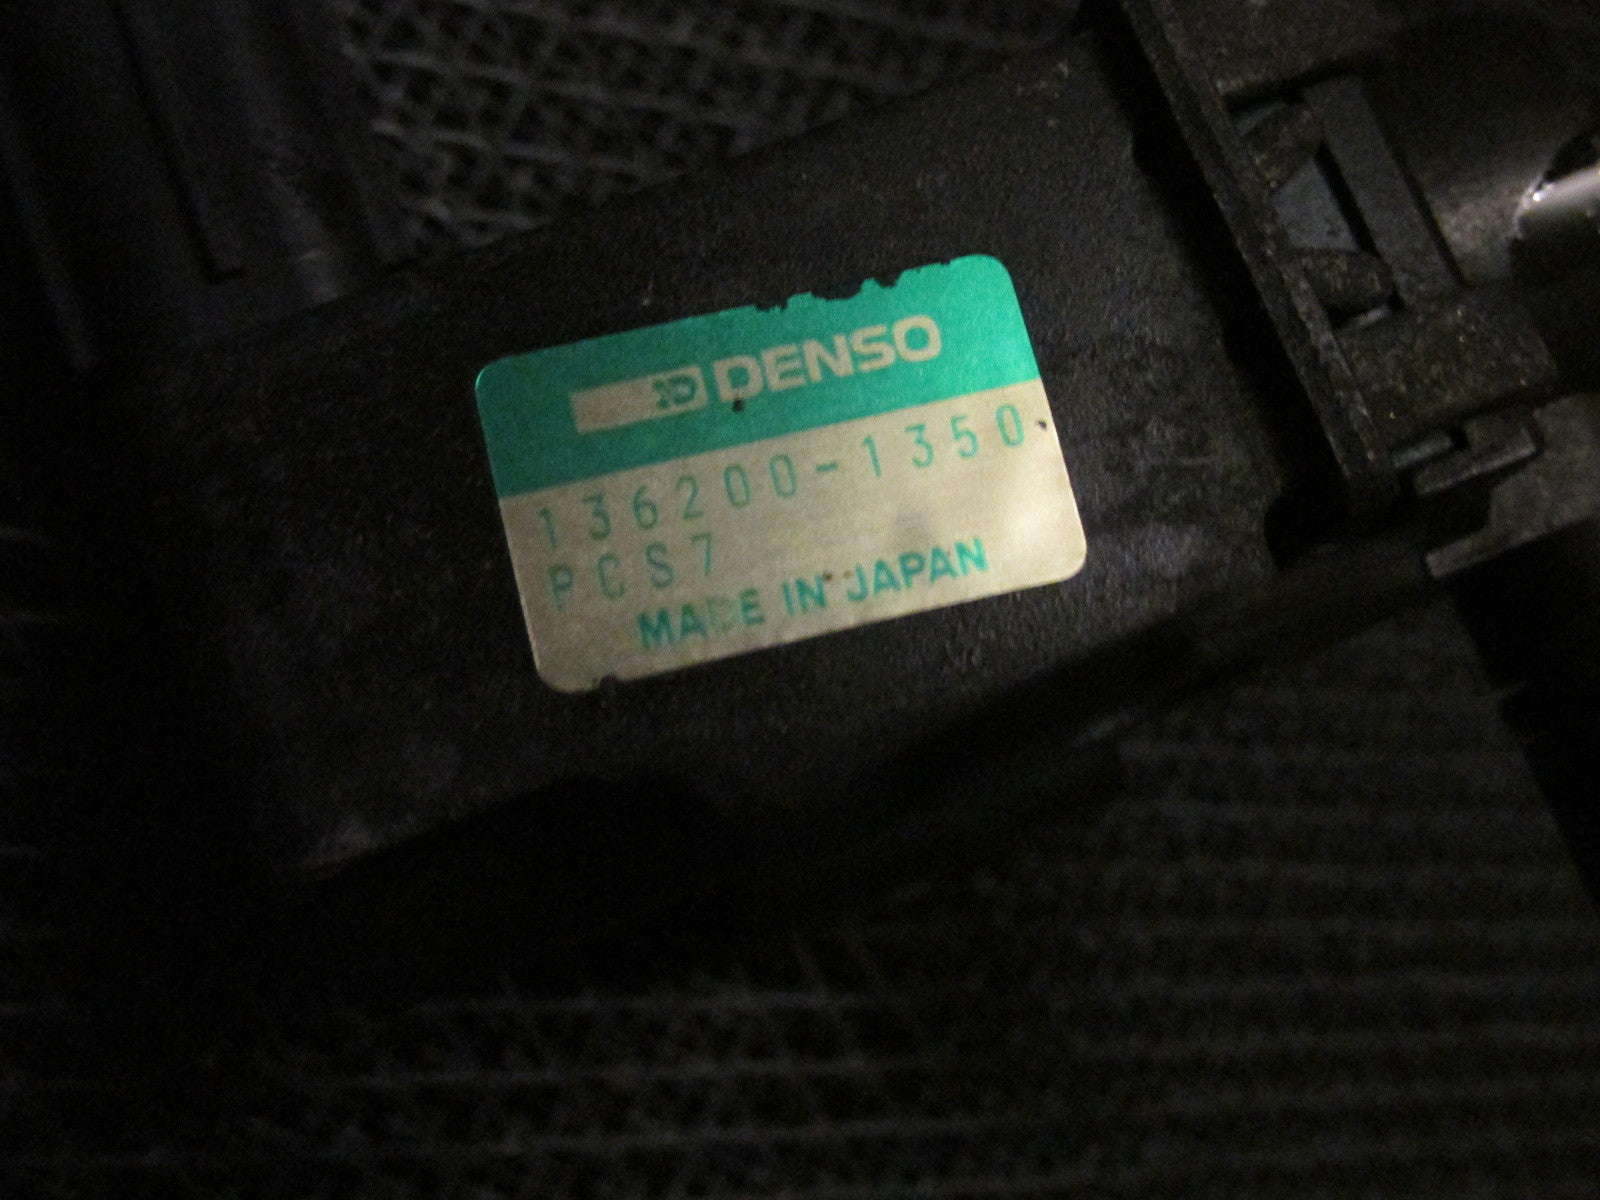 DENSO
136200-1350
PCS7
MADE IN JAPAN